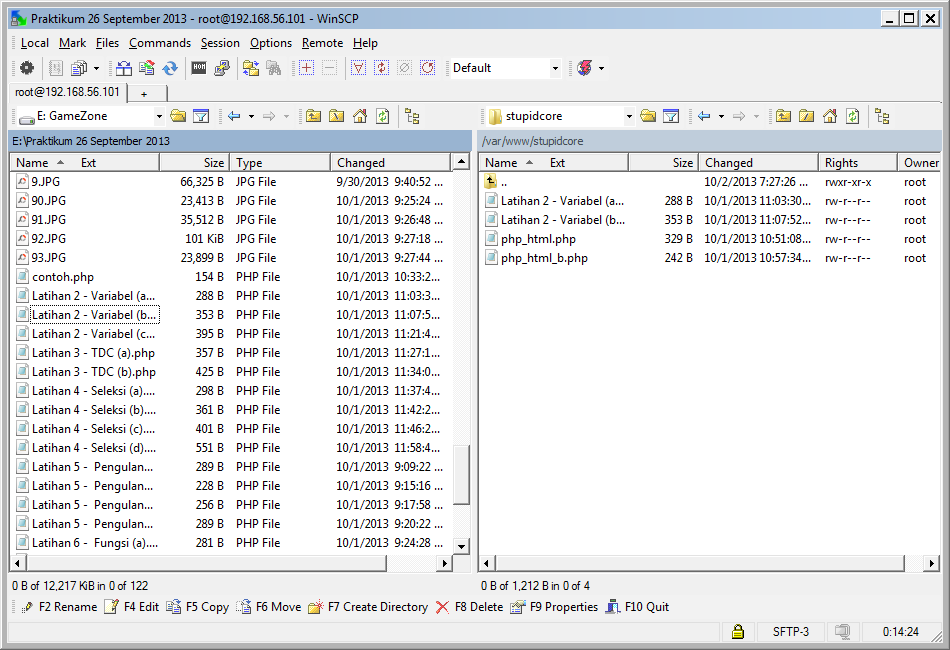 Praktikum 26 September 2013 - root@192.168.56.101 - WinSCP
Local Mark Files Commands Session Options Remote Help
Default
root@192.168.56.101 +
E: GameZone
stupidcore
E:\Praktikum 26 September 2013
/var/www/stupidcore
Name Ext Size Type Changed
9.JPG 66,325 B JPG File 9/30/2013 9:40:52 ...
90.JPG 23,413 B JPG File 10/1/2013 9:25:24 ...
91.JPG 35,512 B JPG File 10/1/2013 9:26:48 ...
92.JPG 101 KiB JPG File 10/1/2013 9:27:18 ...
93.JPG 23,899 B JPG File 10/1/2013 9:27:44 ...
contoh.php 154 B PHP File 10/1/2013 10:33:2...
Latihan 2 - Variabel (a... 288 B PHP File 10/1/2013 11:03:3...
Latihan 2 - Variabel (b... 353 B PHP File 10/1/2013 11:07:5...
Latihan 2 - Variabel (c... 395 B PHP File 10/1/2013 11:21:4...
Latihan 3 - TDC (a).php 357 B PHP File 10/1/2013 11:27:1...
Latihan 3 - TDC (b).php 425 B PHP File 10/1/2013 11:34:0...
Latihan 4 - Seleksi (a).... 298 B PHP File 10/1/2013 11:37:4...
Latihan 4 - Seleksi (b).... 361 B PHP File 10/1/2013 11:42:2...
Latihan 4 - Seleksi (c).... 401 B PHP File 10/1/2013 11:46:2...
Latihan 4 - Seleksi (d).... 551 B PHP File 10/1/2013 11:58:4...
Latihan 5 - Pengulan... 289 B PHP File 10/1/2013 9:09:22 ...
Latihan 5 - Pengulan... 228 B PHP File 10/1/2013 9:15:16 ...
Latihan 5 - Pengulan... 256 B PHP File 10/1/2013 9:17:58 ...
Latihan 5 - Pengulan... 289 B PHP File 10/1/2013 9:20:22 ...
Latihan 6 - Fungsi (a).... 281 B PHP File 10/1/2013 9:24:28 ...
Name Ext Size Changed Rights Owner
.. 10/2/2013 7:27:26 ... rwxr-xr-x root
Latihan 2 - Variabel (a... 288 B 10/1/2013 11:03:30... rw-r--r-- root
Latihan 2 - Variabel (b... 353 B 10/1/2013 11:07:52... rw-r--r-- root
php_html.php 329 B 10/1/2013 10:51:08... rw-r--r-- root
php_html_b.php 242 B 10/1/2013 10:57:34... rw-r--r-- root
0 B of 12,217 KiB in 0 of 122
0 B of 1,212 B in 0 of 4
F2 Rename F4 Edit F5 Copy F6 Move F7 Create Directory F8 Delete F9 Properties F10 Quit
SFTP-3 0:14:24